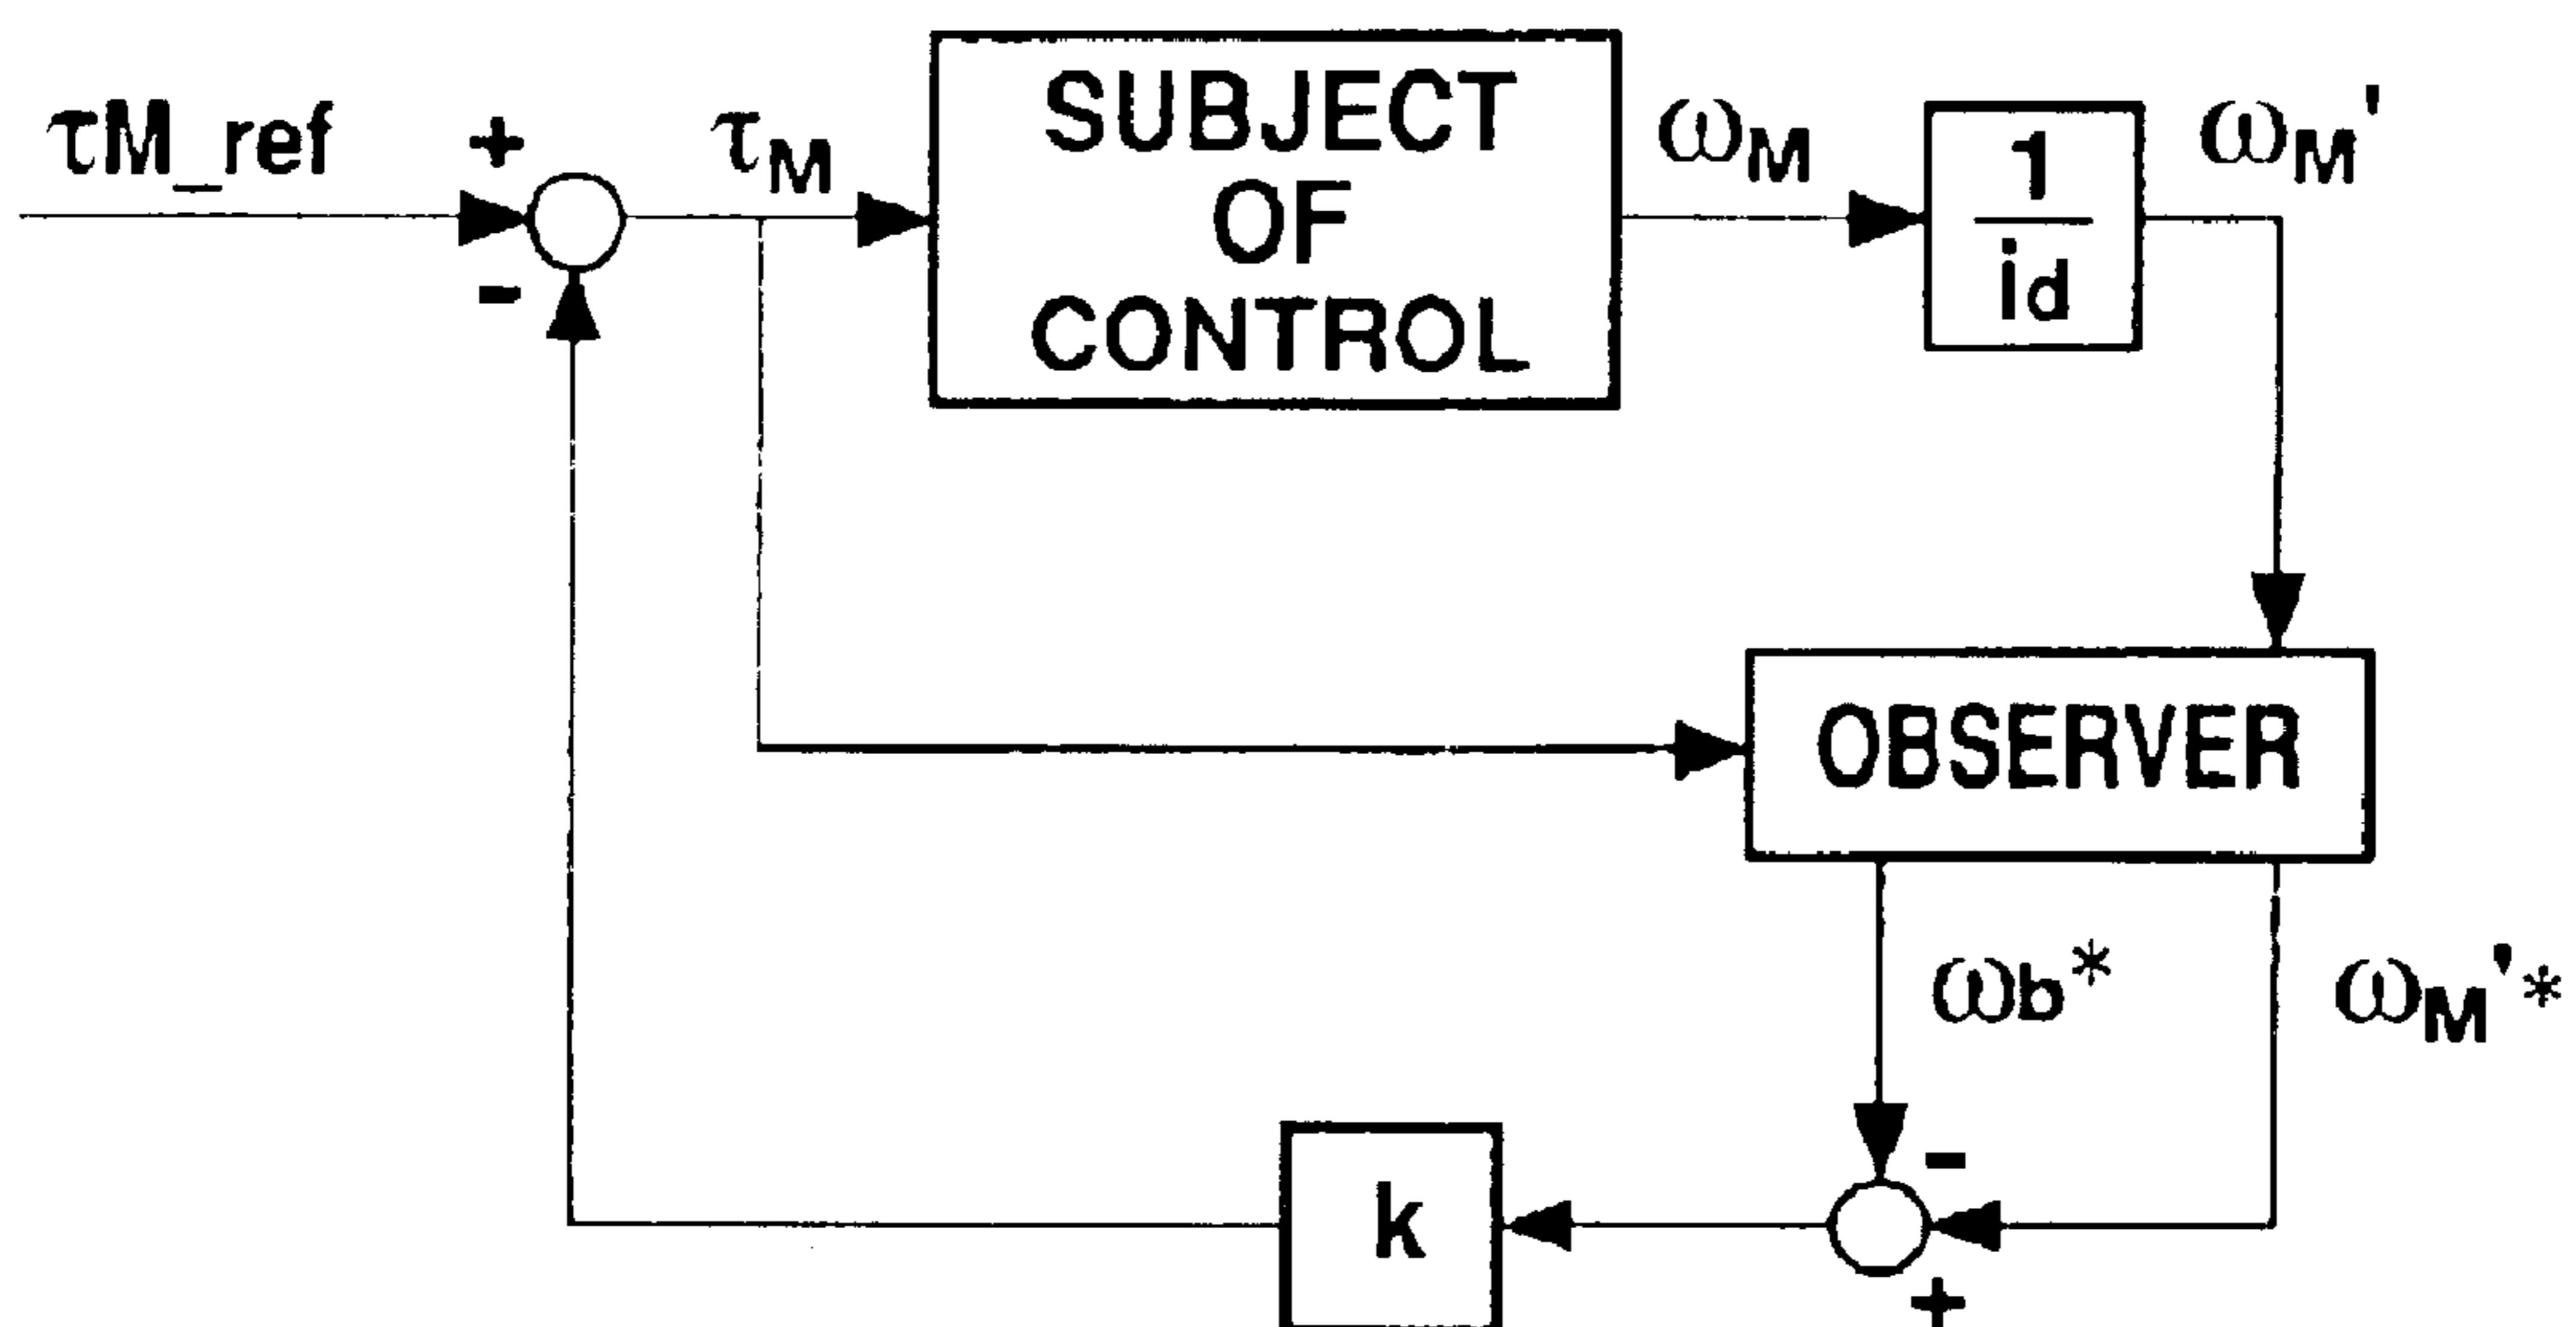 τM_ref
+
-
τM
SUBJECT
OF
CONTROL
ωM
1
id
ωM'
OBSERVER
ωb*
ωM'*
-
+
k